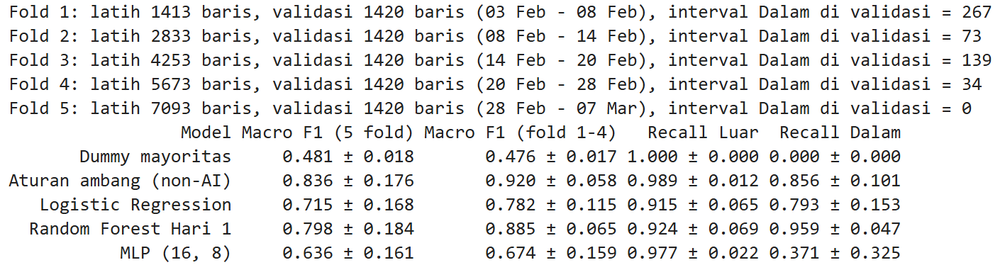 Fold 1: latih 1413 baris, validasi 1420 baris (03 Feb - 08 Feb), interval Dalam di validasi = 267
Fold 2: latih 2833 baris, validasi 1420 baris (08 Feb - 14 Feb), interval Dalam di validasi = 73
Fold 3: latih 4253 baris, validasi 1420 baris (14 Feb - 20 Feb), interval Dalam di validasi = 139
Fold 4: latih 5673 baris, validasi 1420 baris (20 Feb - 28 Feb), interval Dalam di validasi = 34
Fold 5: latih 7093 baris, validasi 1420 baris (28 Feb - 07 Mar), interval Dalam di validasi = 0
Model Macro F1 (5 fold) Macro F1 (fold 1-4) Recall Luar Recall Dalam
Dummy mayoritas 0.481 ± 0.018 0.476 ± 0.017 1.000 ± 0.000 0.000 ± 0.000
Aturan ambang (non-AI) 0.836 ± 0.176 0.920 ± 0.058 0.989 ± 0.012 0.856 ± 0.101
Logistic Regression 0.715 ± 0.168 0.782 ± 0.115 0.915 ± 0.065 0.793 ± 0.153
Random Forest Hari 1 0.798 ± 0.184 0.885 ± 0.065 0.924 ± 0.069 0.959 ± 0.047
MLP (16, 8) 0.636 ± 0.161 0.674 ± 0.159 0.977 ± 0.022 0.371 ± 0.325